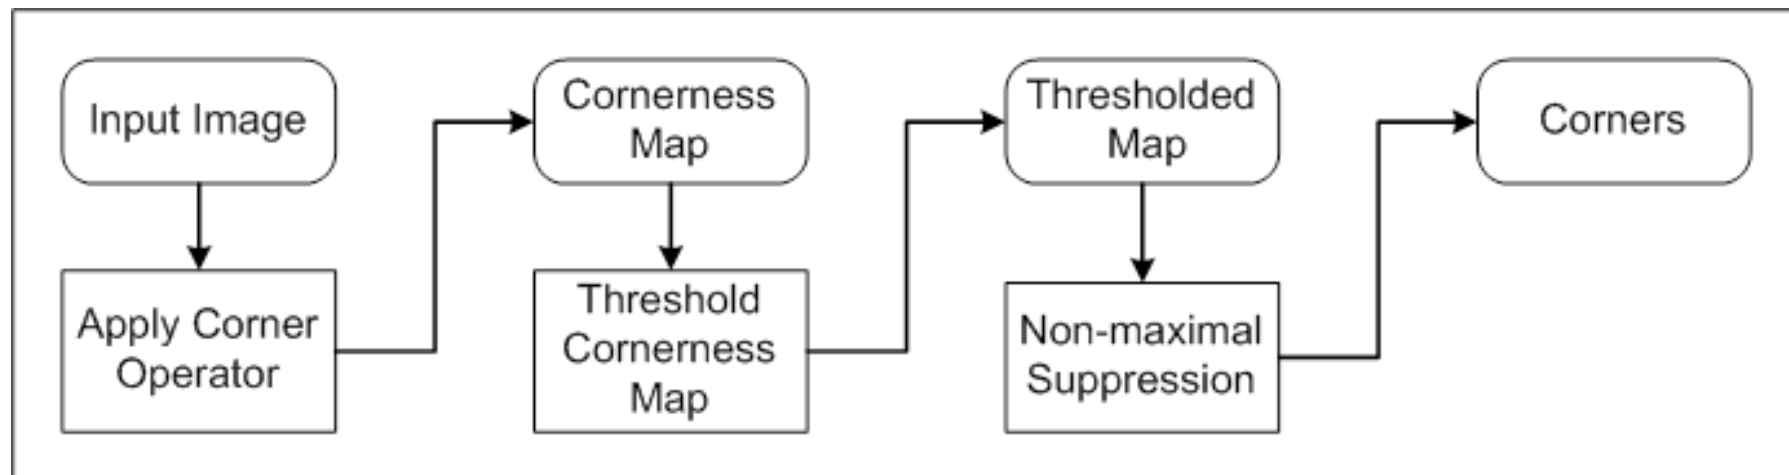 Input Image
Apply Corner
Operator
Cornerness
Map
Threshold
Cornerness
Map
Thresholded
Map
Non-maximal
Suppression
Corners